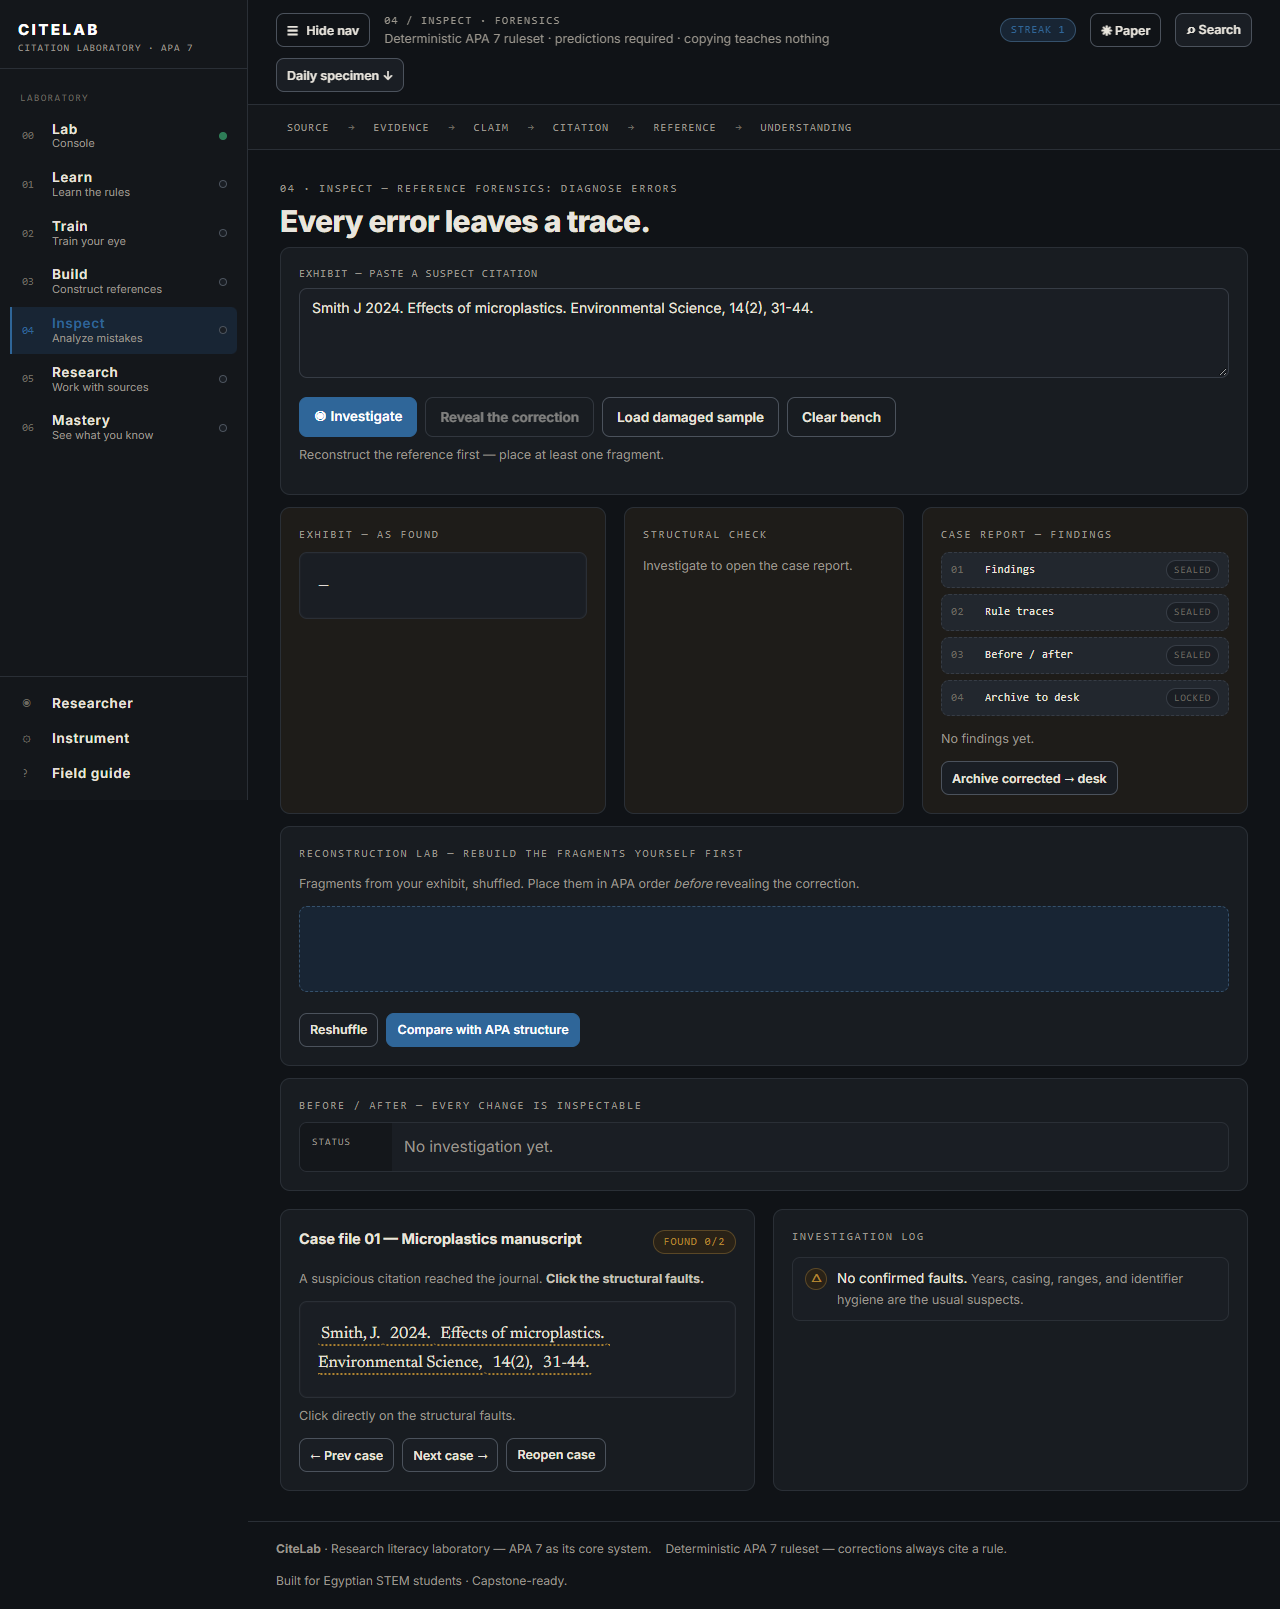 CITELAB
CITATION LABORATORY · APA 7
LABORATORY
00 Lab
Console
01 Learn
Learn the rules
02 Train
Train your eye
03 Build
Construct references
04 Inspect
Analyze mistakes
05 Research
Work with sources
06 Mastery
See what you know
Researcher
Instrument
? Field guide
☰ Hide nav
04 / INSPECT · FORENSICS
Deterministic APA 7 ruleset · predictions required · copying teaches nothing
STREAK 1
Paper
Search
Daily specimen ↓
SOURCE → EVIDENCE → CLAIM → CITATION → REFERENCE → UNDERSTANDING
04 · INSPECT — REFERENCE FORENSICS: DIAGNOSE ERRORS
Every error leaves a trace.
EXHIBIT — PASTE A SUSPECT CITATION
Smith J 2024. Effects of microplastics. Environmental Science, 14(2), 31-44.
Investigate
Reveal the correction
Load damaged sample
Clear bench
Reconstruct the reference first — place at least one fragment.
EXHIBIT — AS FOUND
—
STRUCTURAL CHECK
Investigate to open the case report.
CASE REPORT — FINDINGS
01 Findings SEALED
02 Rule traces SEALED
03 Before / after SEALED
04 Archive to desk LOCKED
No findings yet.
Archive corrected → desk
RECONSTRUCTION LAB — REBUILD THE FRAGMENTS YOURSELF FIRST
Fragments from your exhibit, shuffled. Place them in APA order before revealing the correction.
Reshuffle
Compare with APA structure
BEFORE / AFTER — EVERY CHANGE IS INSPECTABLE
STATUS No investigation yet.
Case file 01 — Microplastics manuscript
FOUND 0/2
A suspicious citation reached the journal. Click the structural faults.
Smith, J. 2024. Effects of microplastics.
Environmental Science, 14(2), 31-44.
Click directly on the structural faults.
← Prev case
Next case →
Reopen case
INVESTIGATION LOG
No confirmed faults. Years, casing, ranges, and identifier
hygiene are the usual suspects.
CiteLab · Research literacy laboratory — APA 7 as its core system. Deterministic APA 7 ruleset — corrections always cite a rule.
Built for Egyptian STEM students · Capstone-ready.